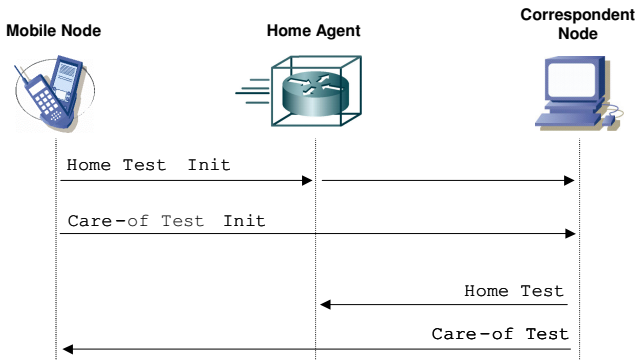 Mobile Node
Home Agent
Correspondent
Node
Home Test Init
Care-of Test Init
Home Test
Care-of Test